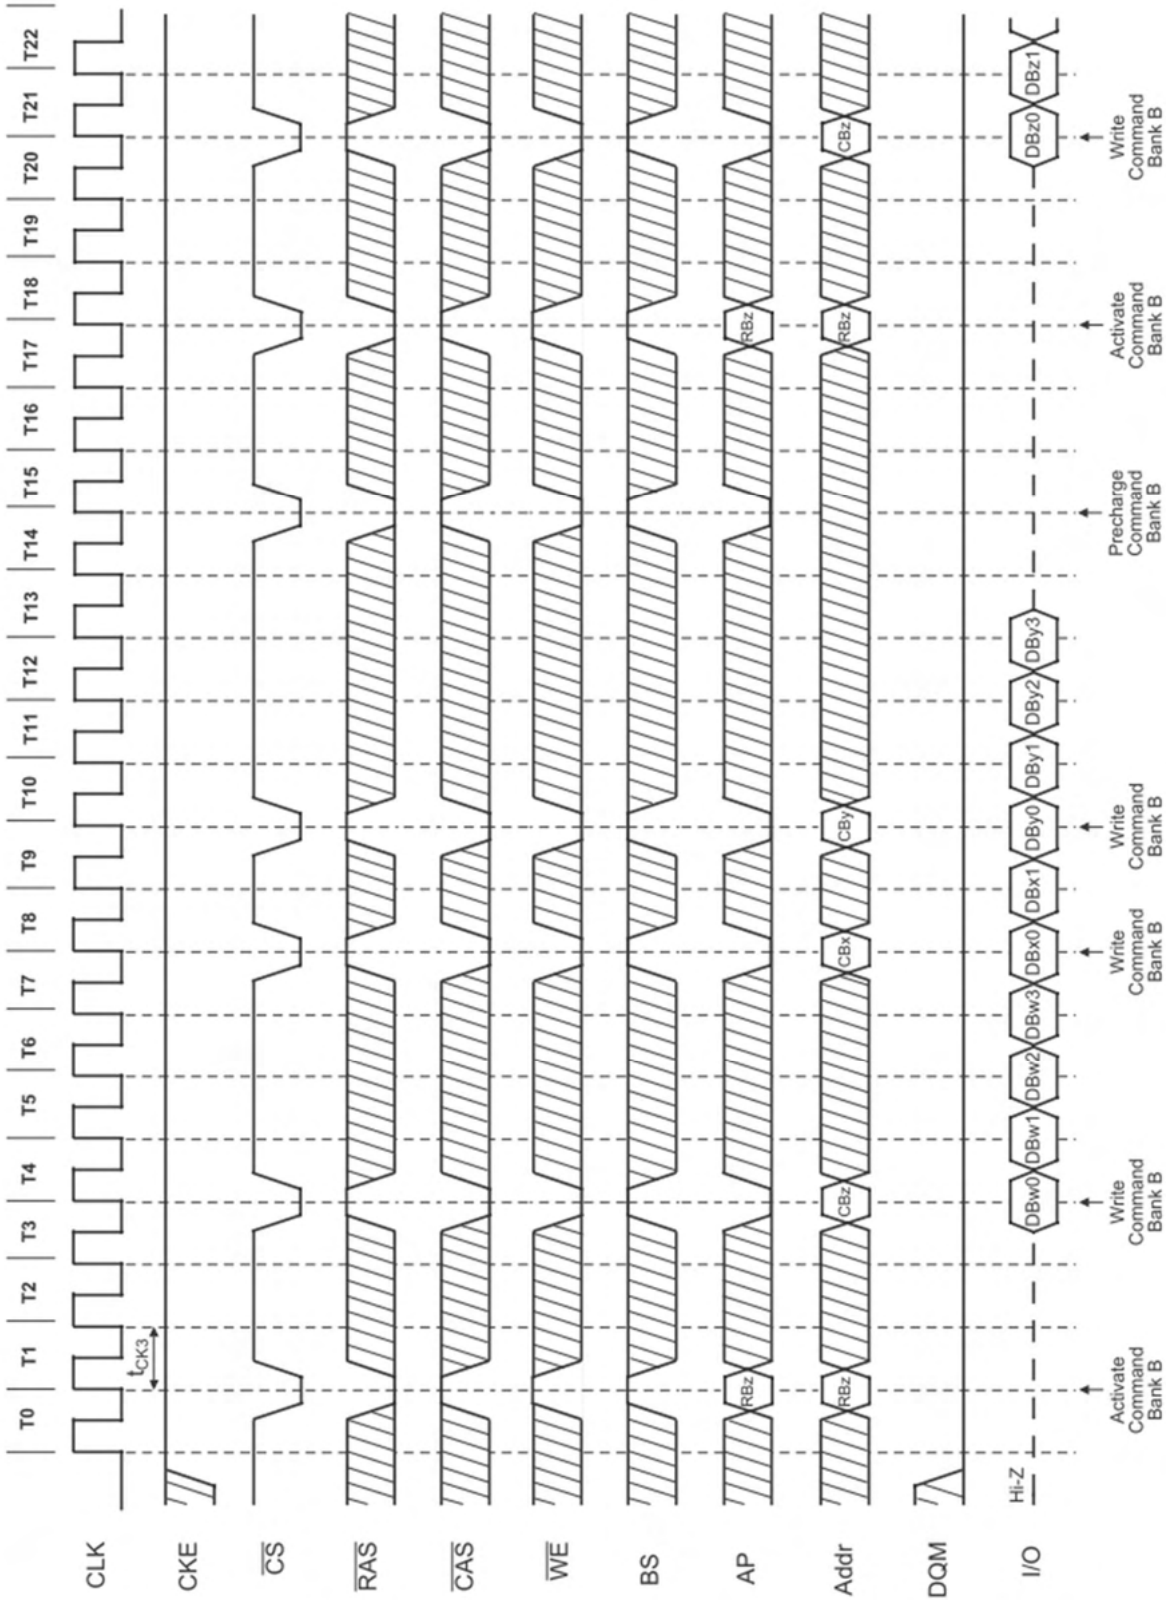 T0 T1 T2 T3 T4 T5 T6 T7 T8 T9 T10 T11 T12 T13 T14 T15 T16 T17 T18 T19 T20 T21 T22
CLK
tCK3
CKE
CS
RAS
CAS
WE
BS
AP RBz RBz
Addr RBz CBz CBx CBy RBz CBz
DQM
I/O Hi-Z DBw0 DBw1 DBw2 DBw3 DBx0 DBx1 DBy0 DBy1 DBy2 DBy3 DBz0 DBz1
Activate
Command
Bank B
Write
Command
Bank B
Write
Command
Bank B
Write
Command
Bank B
Precharge
Command
Bank B
Activate
Command
Bank B
Write
Command
Bank B